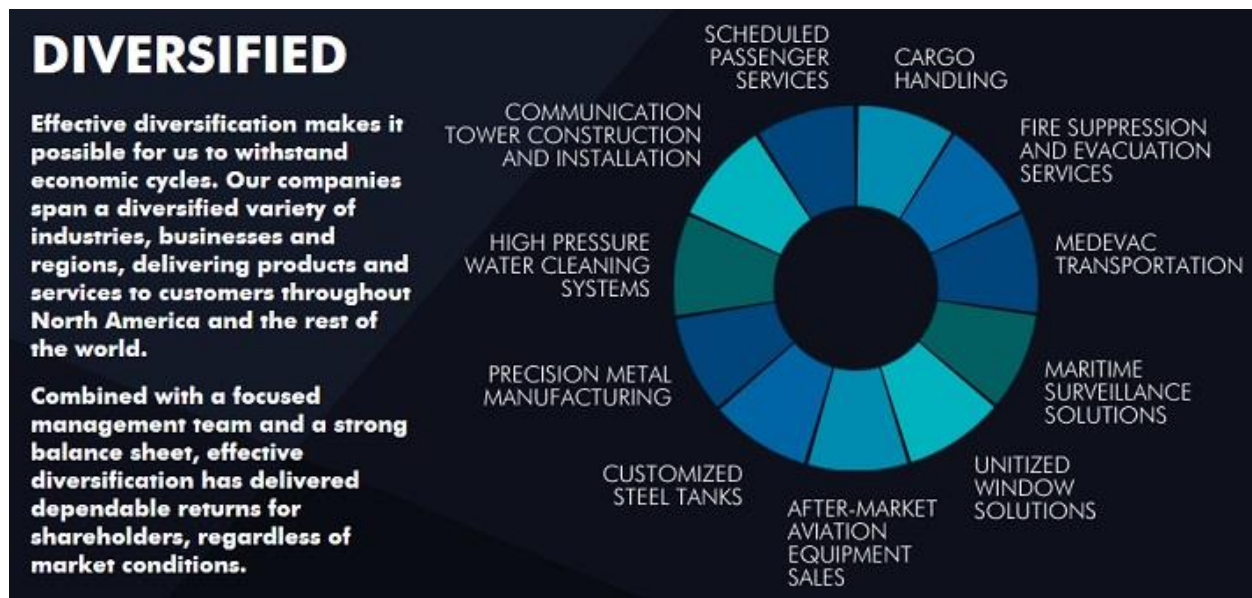 DIVERSIFIED
Effective diversification makes it
possible for us to withstand
economic cycles. Our companies
span a diversified variety of
industries, businesses and
regions, delivering products and
services to customers throughout
North America and the rest of
the world.
Combined with a focused
management team and a strong
balance sheet, effective
diversification has delivered
dependable returns for
shareholders, regardless of
market conditions.
SCHEDULED
PASSENGER
SERVICES
CARGO
HANDLING
FIRE SUPPRESSION
AND EVACUATION
SERVICES
MEDEVAC
TRANSPORTATION
MARITIME
SURVEILLANCE
SOLUTIONS
UNITIZED
WINDOW
SOLUTIONS
AFTER-MARKET
AVIATION
EQUIPMENT
SALES
CUSTOMIZED
STEEL TANKS
PRECISION METAL
MANUFACTURING
HIGH PRESSURE
WATER CLEANING
SYSTEMS
COMMUNICATION
TOWER CONSTRUCTION
AND INSTALLATION